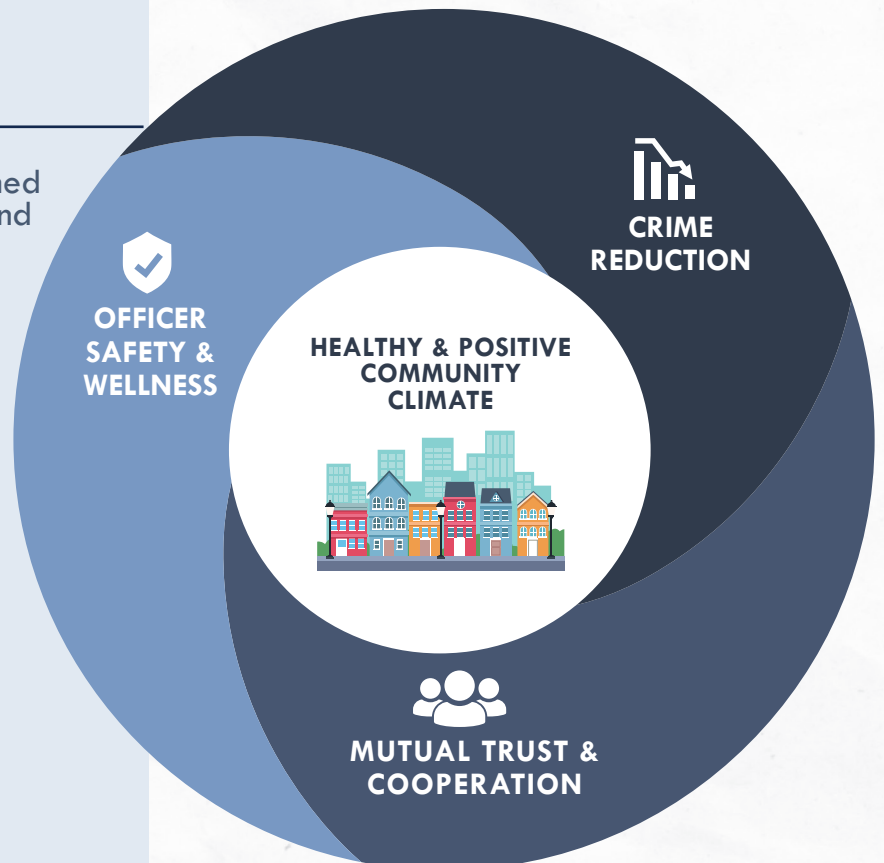 CRIME
REDUCTION
OFFICER
SAFETY &
WELLNESS
HEALTHY & POSITIVE
COMMUNITY
CLIMATE
MUTUAL TRUST &
COOPERATION